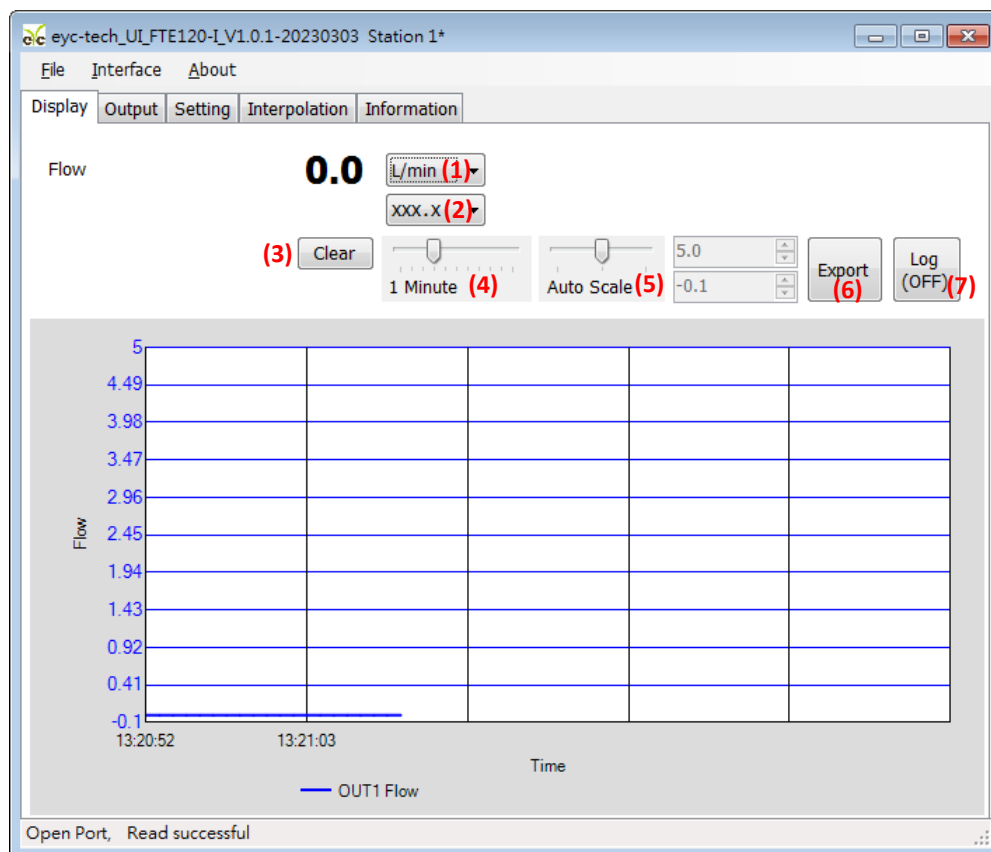 eyc-tech_UI_FTE120-I_V1.0.1-20230303 Station 1*
File Interface About
Display Output Setting Interpolation Information
Flow 0.0 L/min (1)
xxx.x (2)
(3) Clear
1 Minute (4)
Auto Scale (5)
5.0
-0.1
Export
(6)
Log
(OFF) (7)
5
4.49
3.98
3.47
2.96
2.45
1.94
1.43
0.92
0.41
-0.1
Flow
13:20:52 13:21:03
Time
OUT1 Flow
Open Port, Read successful